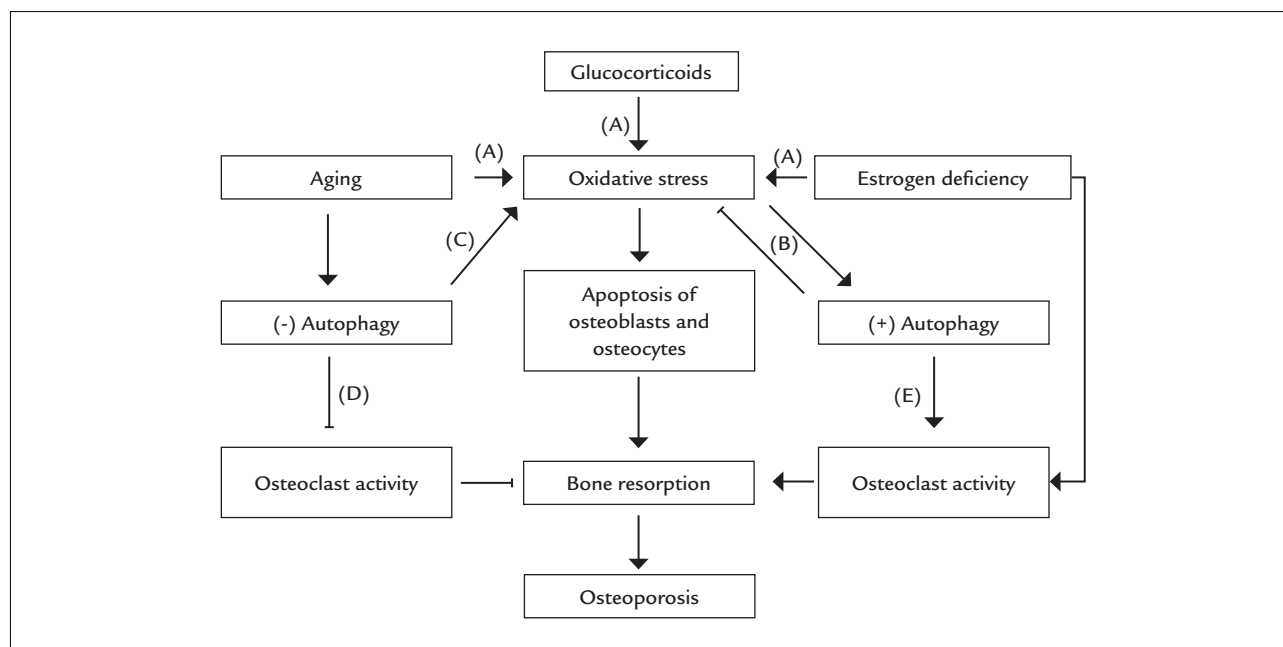 Glucocorticoids
(A)
(A)
(A)
Aging
Oxidative stress
Estrogen deficiency
(C)
(B)
(-) Autophagy
Apoptosis of
osteoblasts and
osteocytes
(+) Autophagy
(D)
(E)
Osteoclast activity
Bone resorption
Osteoclast activity
Osteoporosis